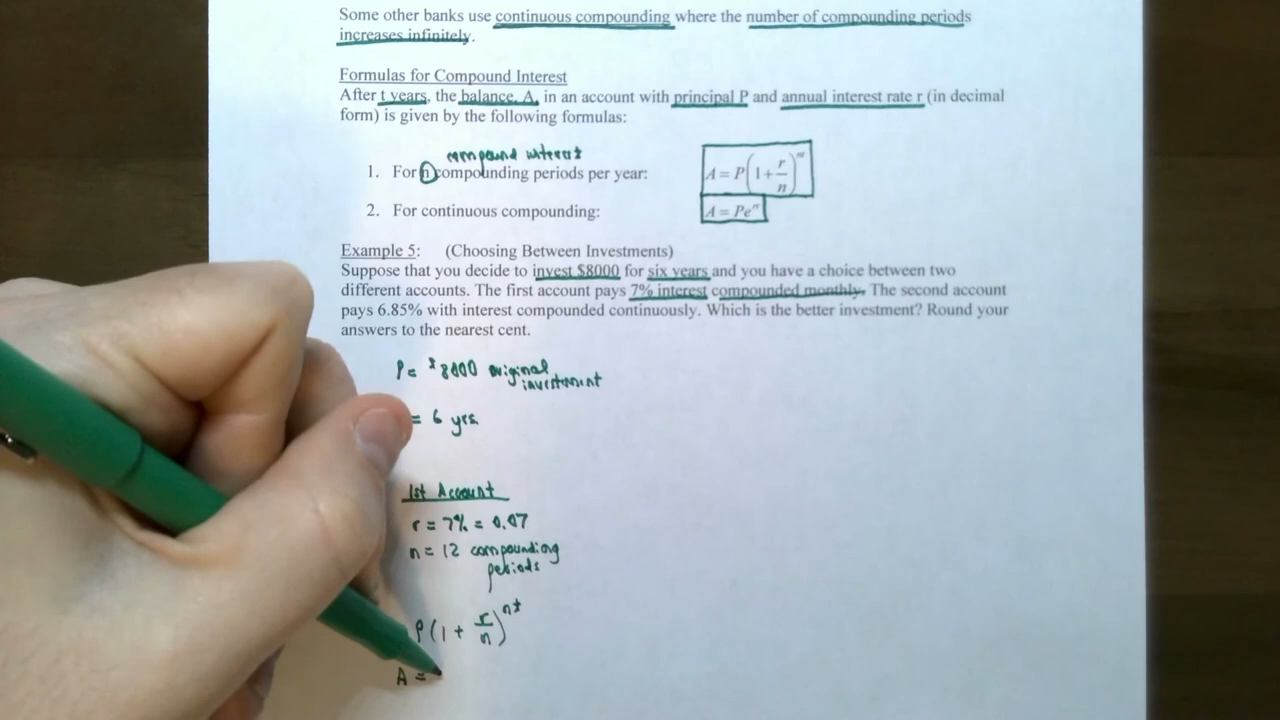 Some other banks use continuous compounding where the number of compounding periods
increases infinitely.
Formulas for Compound Interest
After t years, the balance, A, in an account with principal P and annual interest rate r (in decimal
form) is given by the following formulas:
compound interest
1. For n compounding periods per year: A = P(1 + r/n)^nt
2. For continuous compounding: A = Pe^rt
Example 5: (Choosing Between Investments)
Suppose that you decide to invest $8000 for six years and you have a choice between two
different accounts. The first account pays 7% interest compounded monthly. The second account
pays 6.85% with interest compounded continuously. Which is the better investment? Round your
answers to the nearest cent.
P = $8000 original
investment
= 6 yrs.
1st Account
r = 7% = 0.07
n = 12 compounding
periods
P(1 + r/n)^nt
A =